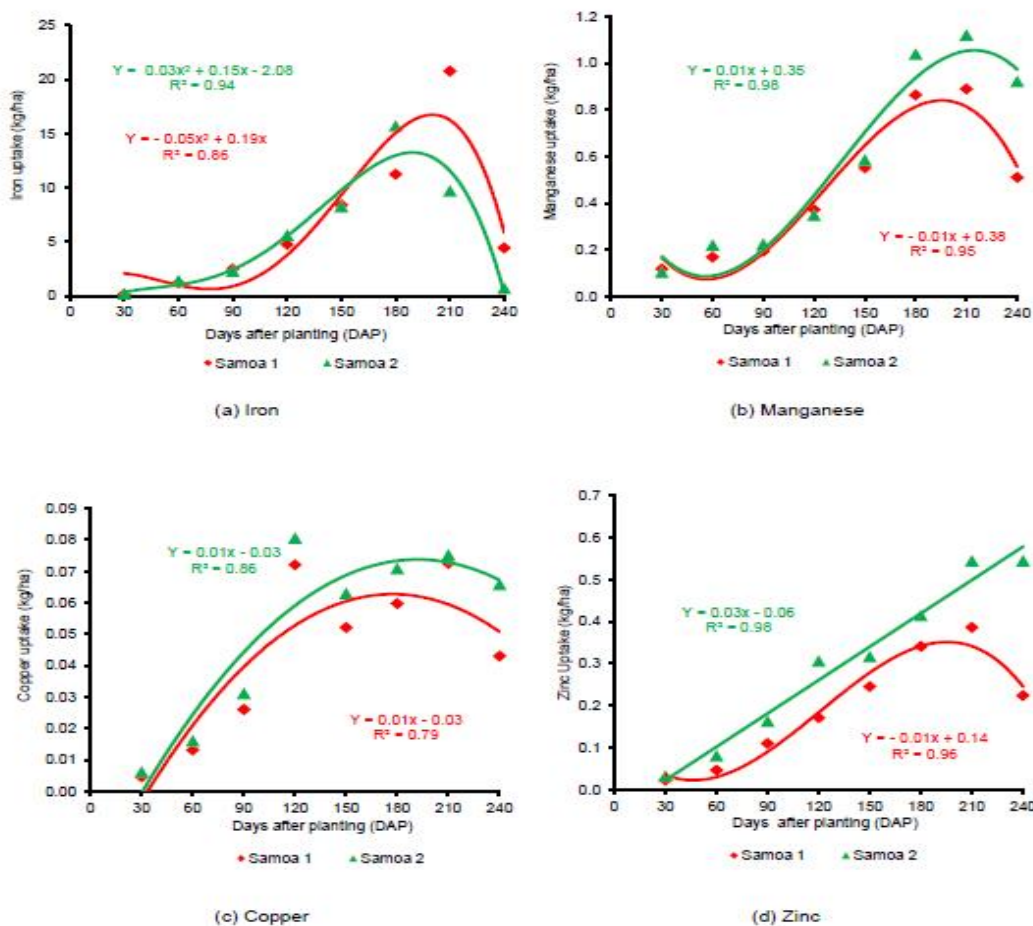 Iron uptake (kg/ha)
25
20
15
10
5
0
Y = 0.03x² + 0.15x - 2.08
R² = 0.94
Y = - 0.05x² + 0.19x
R² = 0.86
0 30 60 90 120 150 180 210 240
Days after planting (DAP)
Samoa 1 Samoa 2
(a) Iron
Manganese uptake (kg/ha)
1.2
1.0
0.8
0.6
0.4
0.2
0.0
Y = 0.01x + 0.35
R² = 0.98
Y = - 0.01x + 0.38
R² = 0.95
0 30 60 90 120 150 180 210 240
Days after planting (DAP)
Samoa 1 Samoa 2
(b) Manganese
Copper uptake (kg/ha)
0.09
0.08
0.07
0.06
0.05
0.04
0.03
0.02
0.01
0.00
Y = 0.01x - 0.03
R² = 0.86
Y = 0.01x - 0.03
R² = 0.79
0 30 60 90 120 150 180 210 240
Days after planting (DAP)
Samoa 1 Samoa 2
(c) Copper
Zinc Uptake (kg/ha)
0.7
0.6
0.5
0.4
0.3
0.2
0.1
0.0
Y = 0.03x - 0.06
R² = 0.98
Y = - 0.01x + 0.14
R² = 0.96
0 30 60 90 120 150 180 210 240
Days after planting (DAP)
Samoa 1 Samoa 2
(d) Zinc